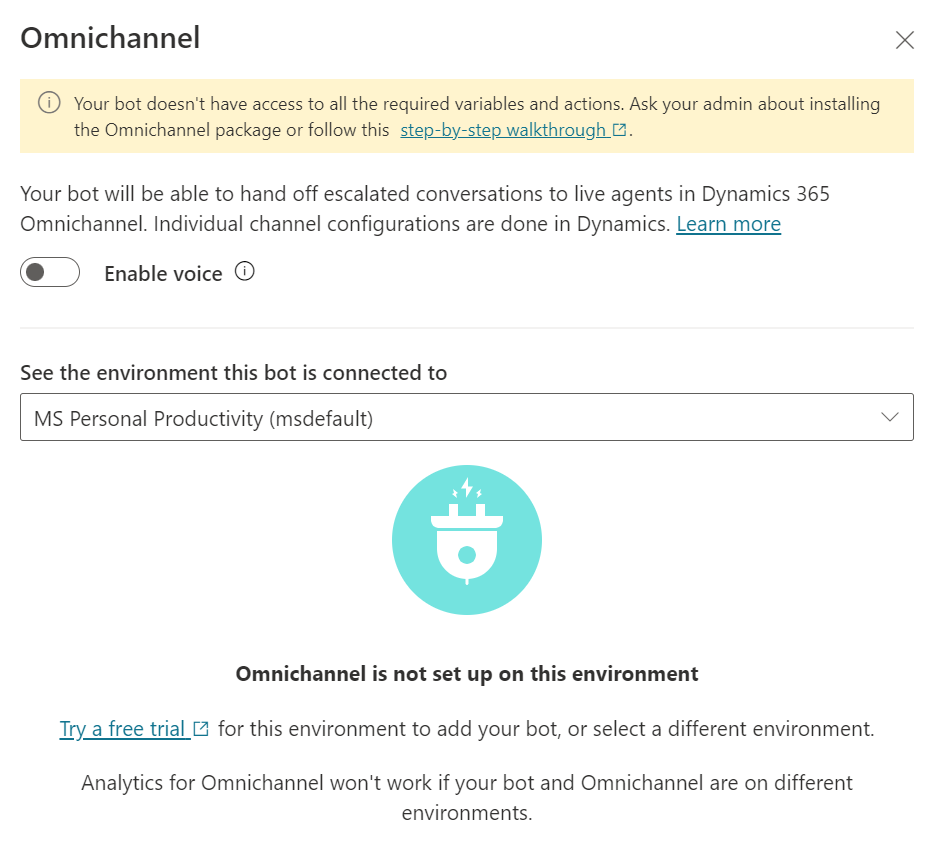 Omnichannel
Your bot doesn't have access to all the required variables and actions. Ask your admin about installing
the Omnichannel package or follow this step-by-step walkthrough.
Your bot will be able to hand off escalated conversations to live agents in Dynamics 365
Omnichannel. Individual channel configurations are done in Dynamics. Learn more
Enable voice
See the environment this bot is connected to
MS Personal Productivity (msdefault)
Omnichannel is not set up on this environment
Try a free trial for this environment to add your bot, or select a different environment.
Analytics for Omnichannel won't work if your bot and Omnichannel are on different
environments.